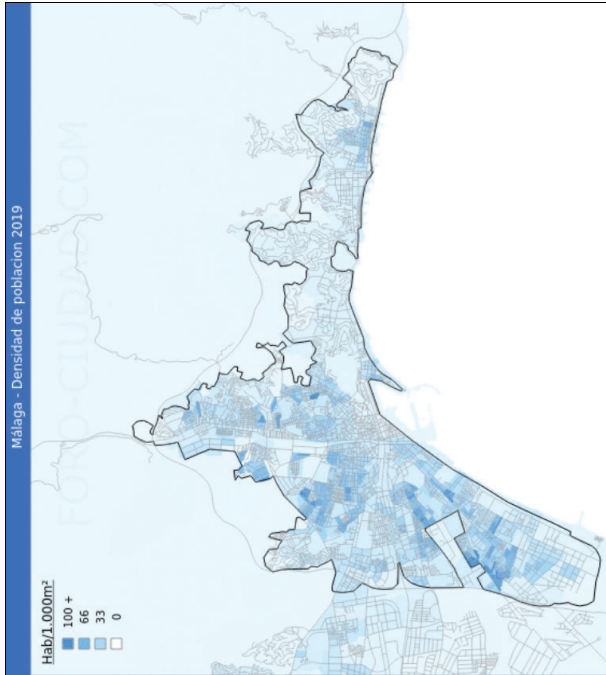 Málaga - Densidad de poblacion 2019
FORO-CIUDAD.COM
Hab/1.000m²
100 +
66
33
0